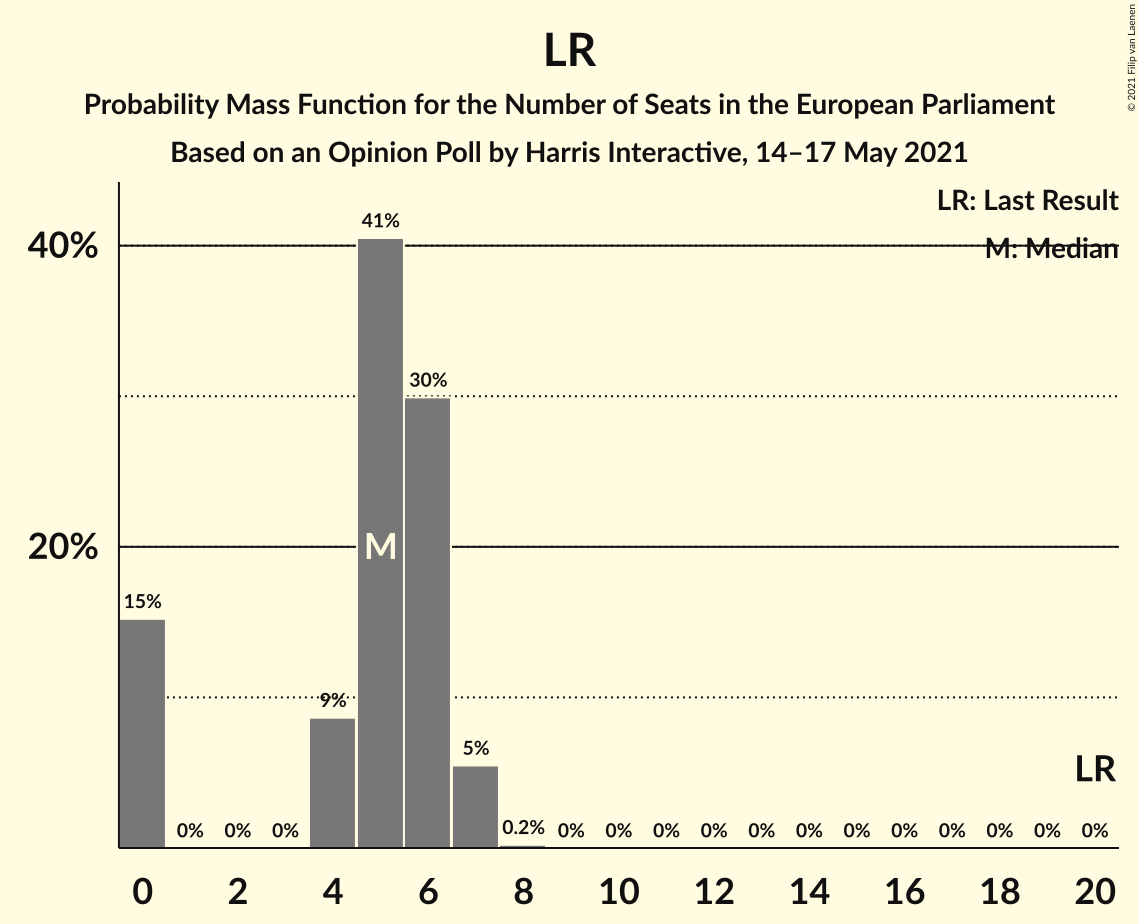 LR
Probability Mass Function for the Number of Seats in the European Parliament
Based on an Opinion Poll by Harris Interactive, 14–17 May 2021
© 2021 Filip van Laenen
LR: Last Result
M: Median
40%
20%
41%
30%
15%
9%
5%
0% 0% 0% 0.2% 0% 0% 0% 0% 0% 0% 0% 0% 0% 0% 0% 0%
M
LR
0 2 4 6 8 10 12 14 16 18 20